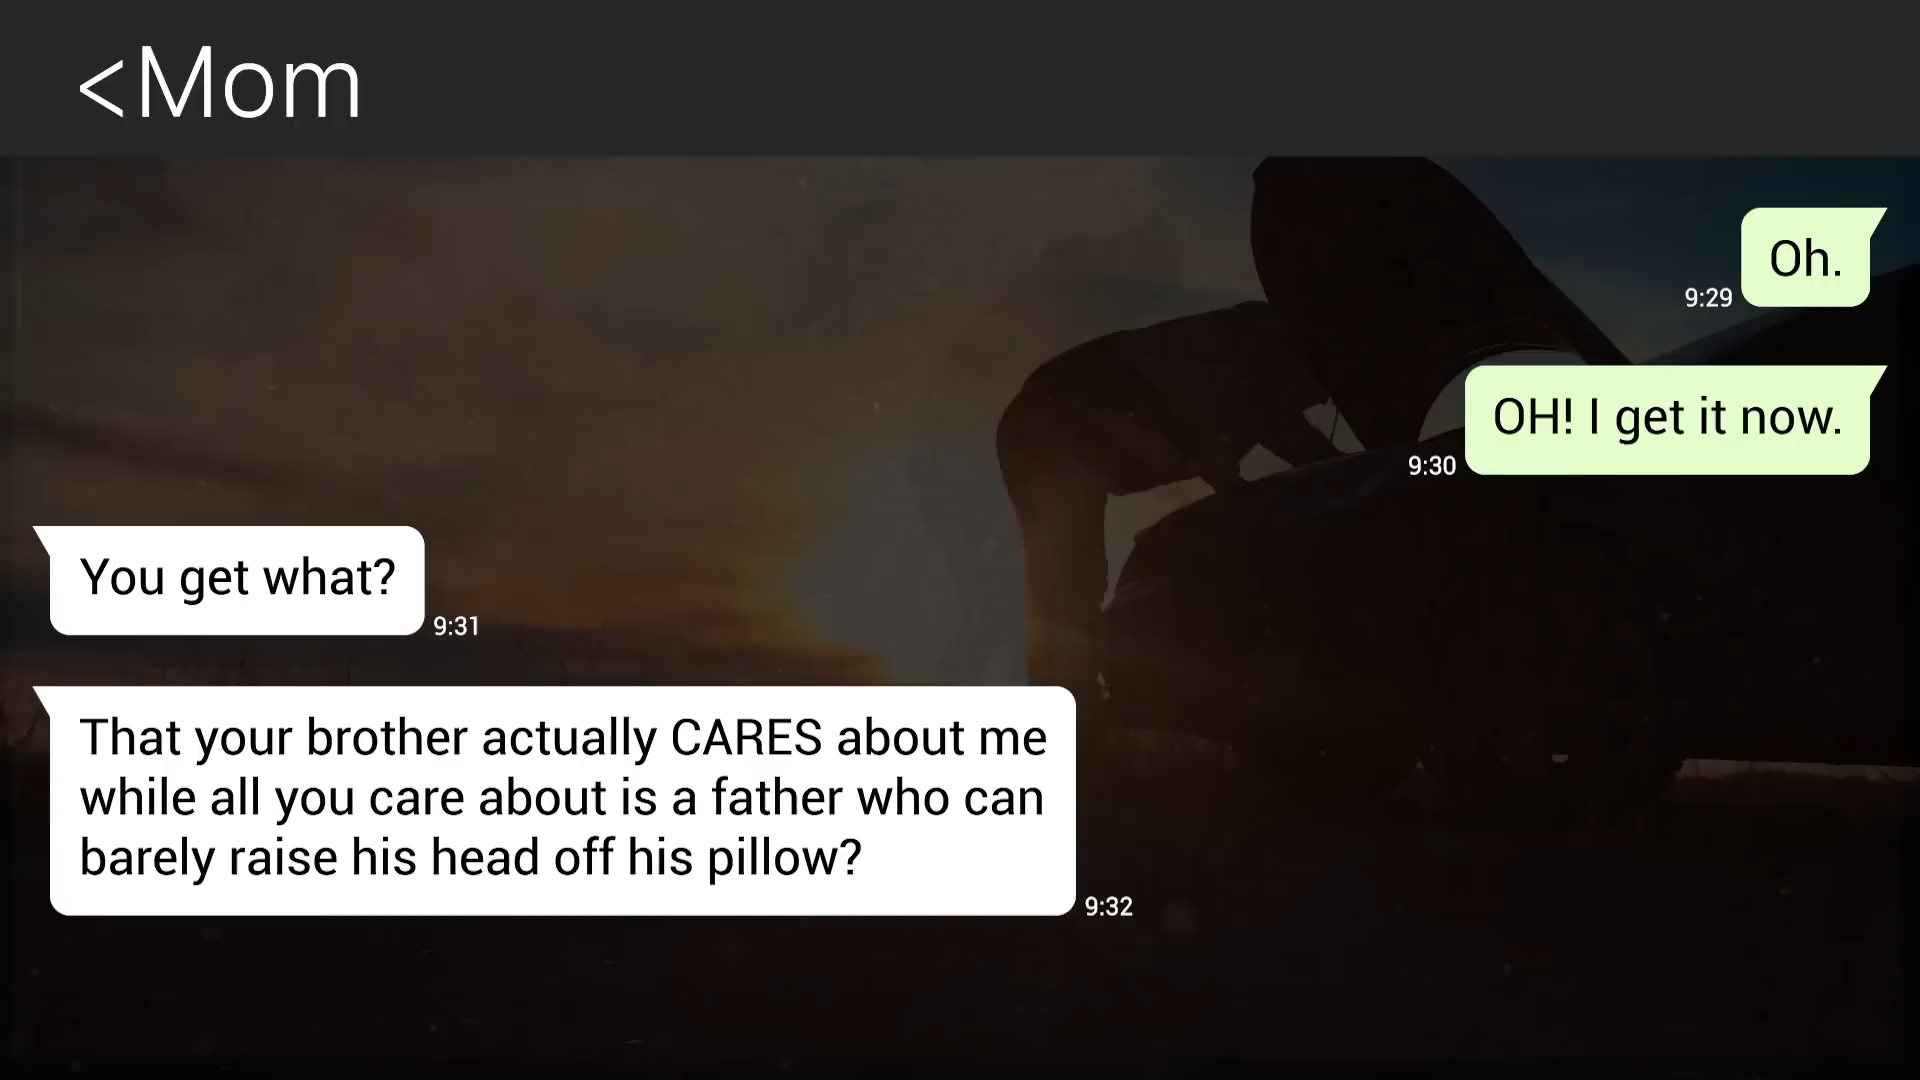 <Mom
Oh.
9:29
OH! I get it now.
9:30
You get what?
9:31
That your brother actually CARES about me
while all you care about is a father who can
barely raise his head off his pillow?
9:32